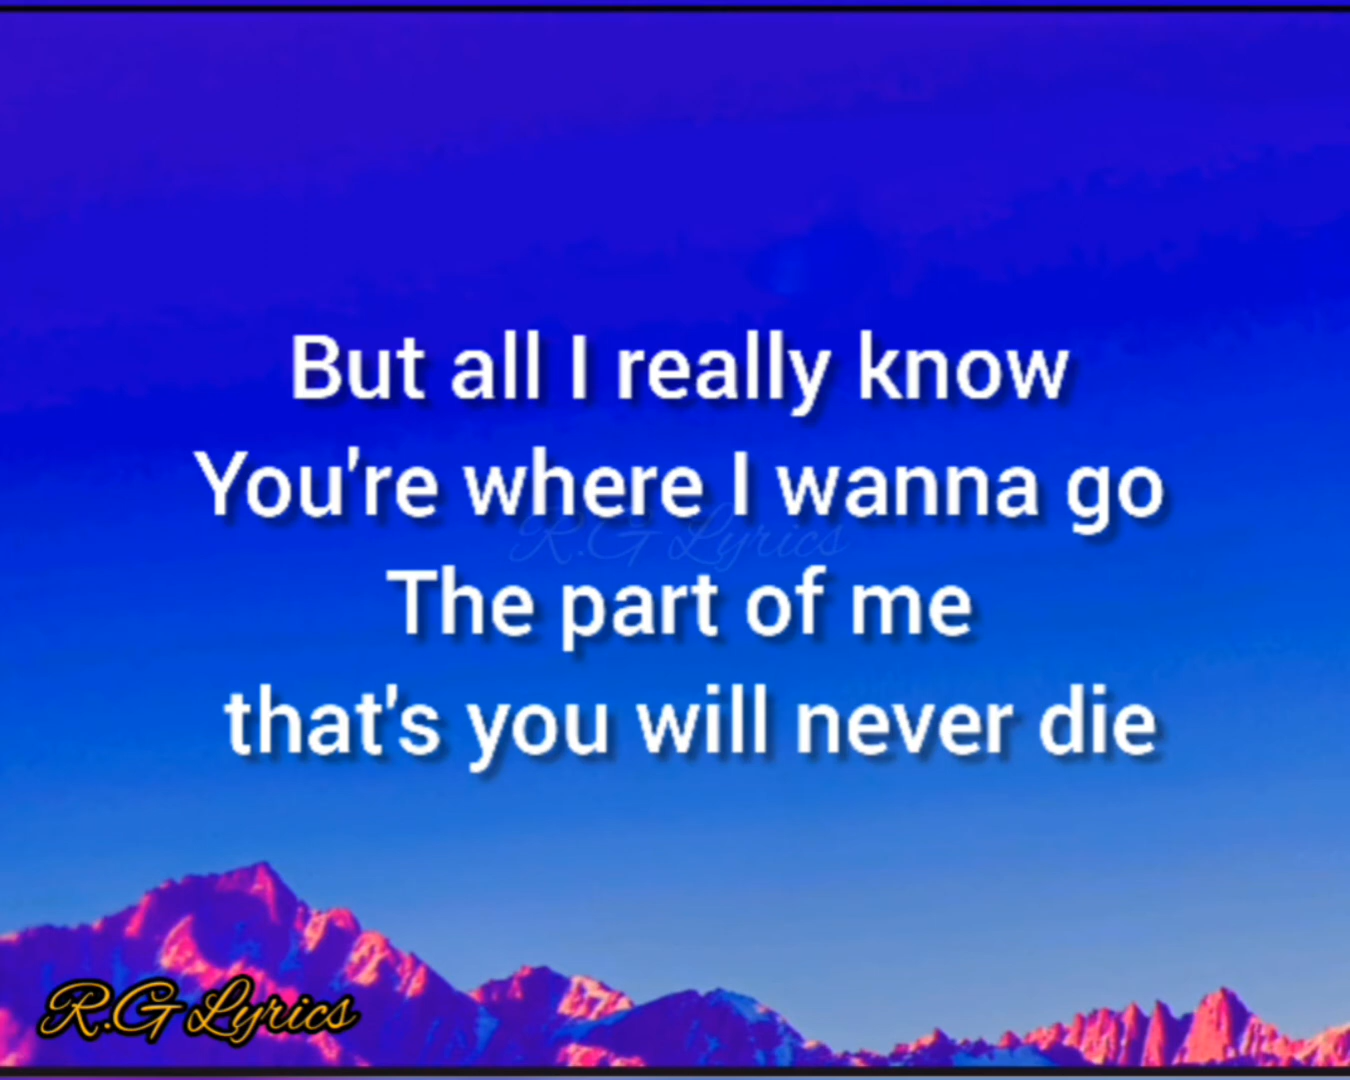 But all I really know
You're where I wanna go
R.G Lyrics
The part of me
that's you will never die
R.G Lyrics